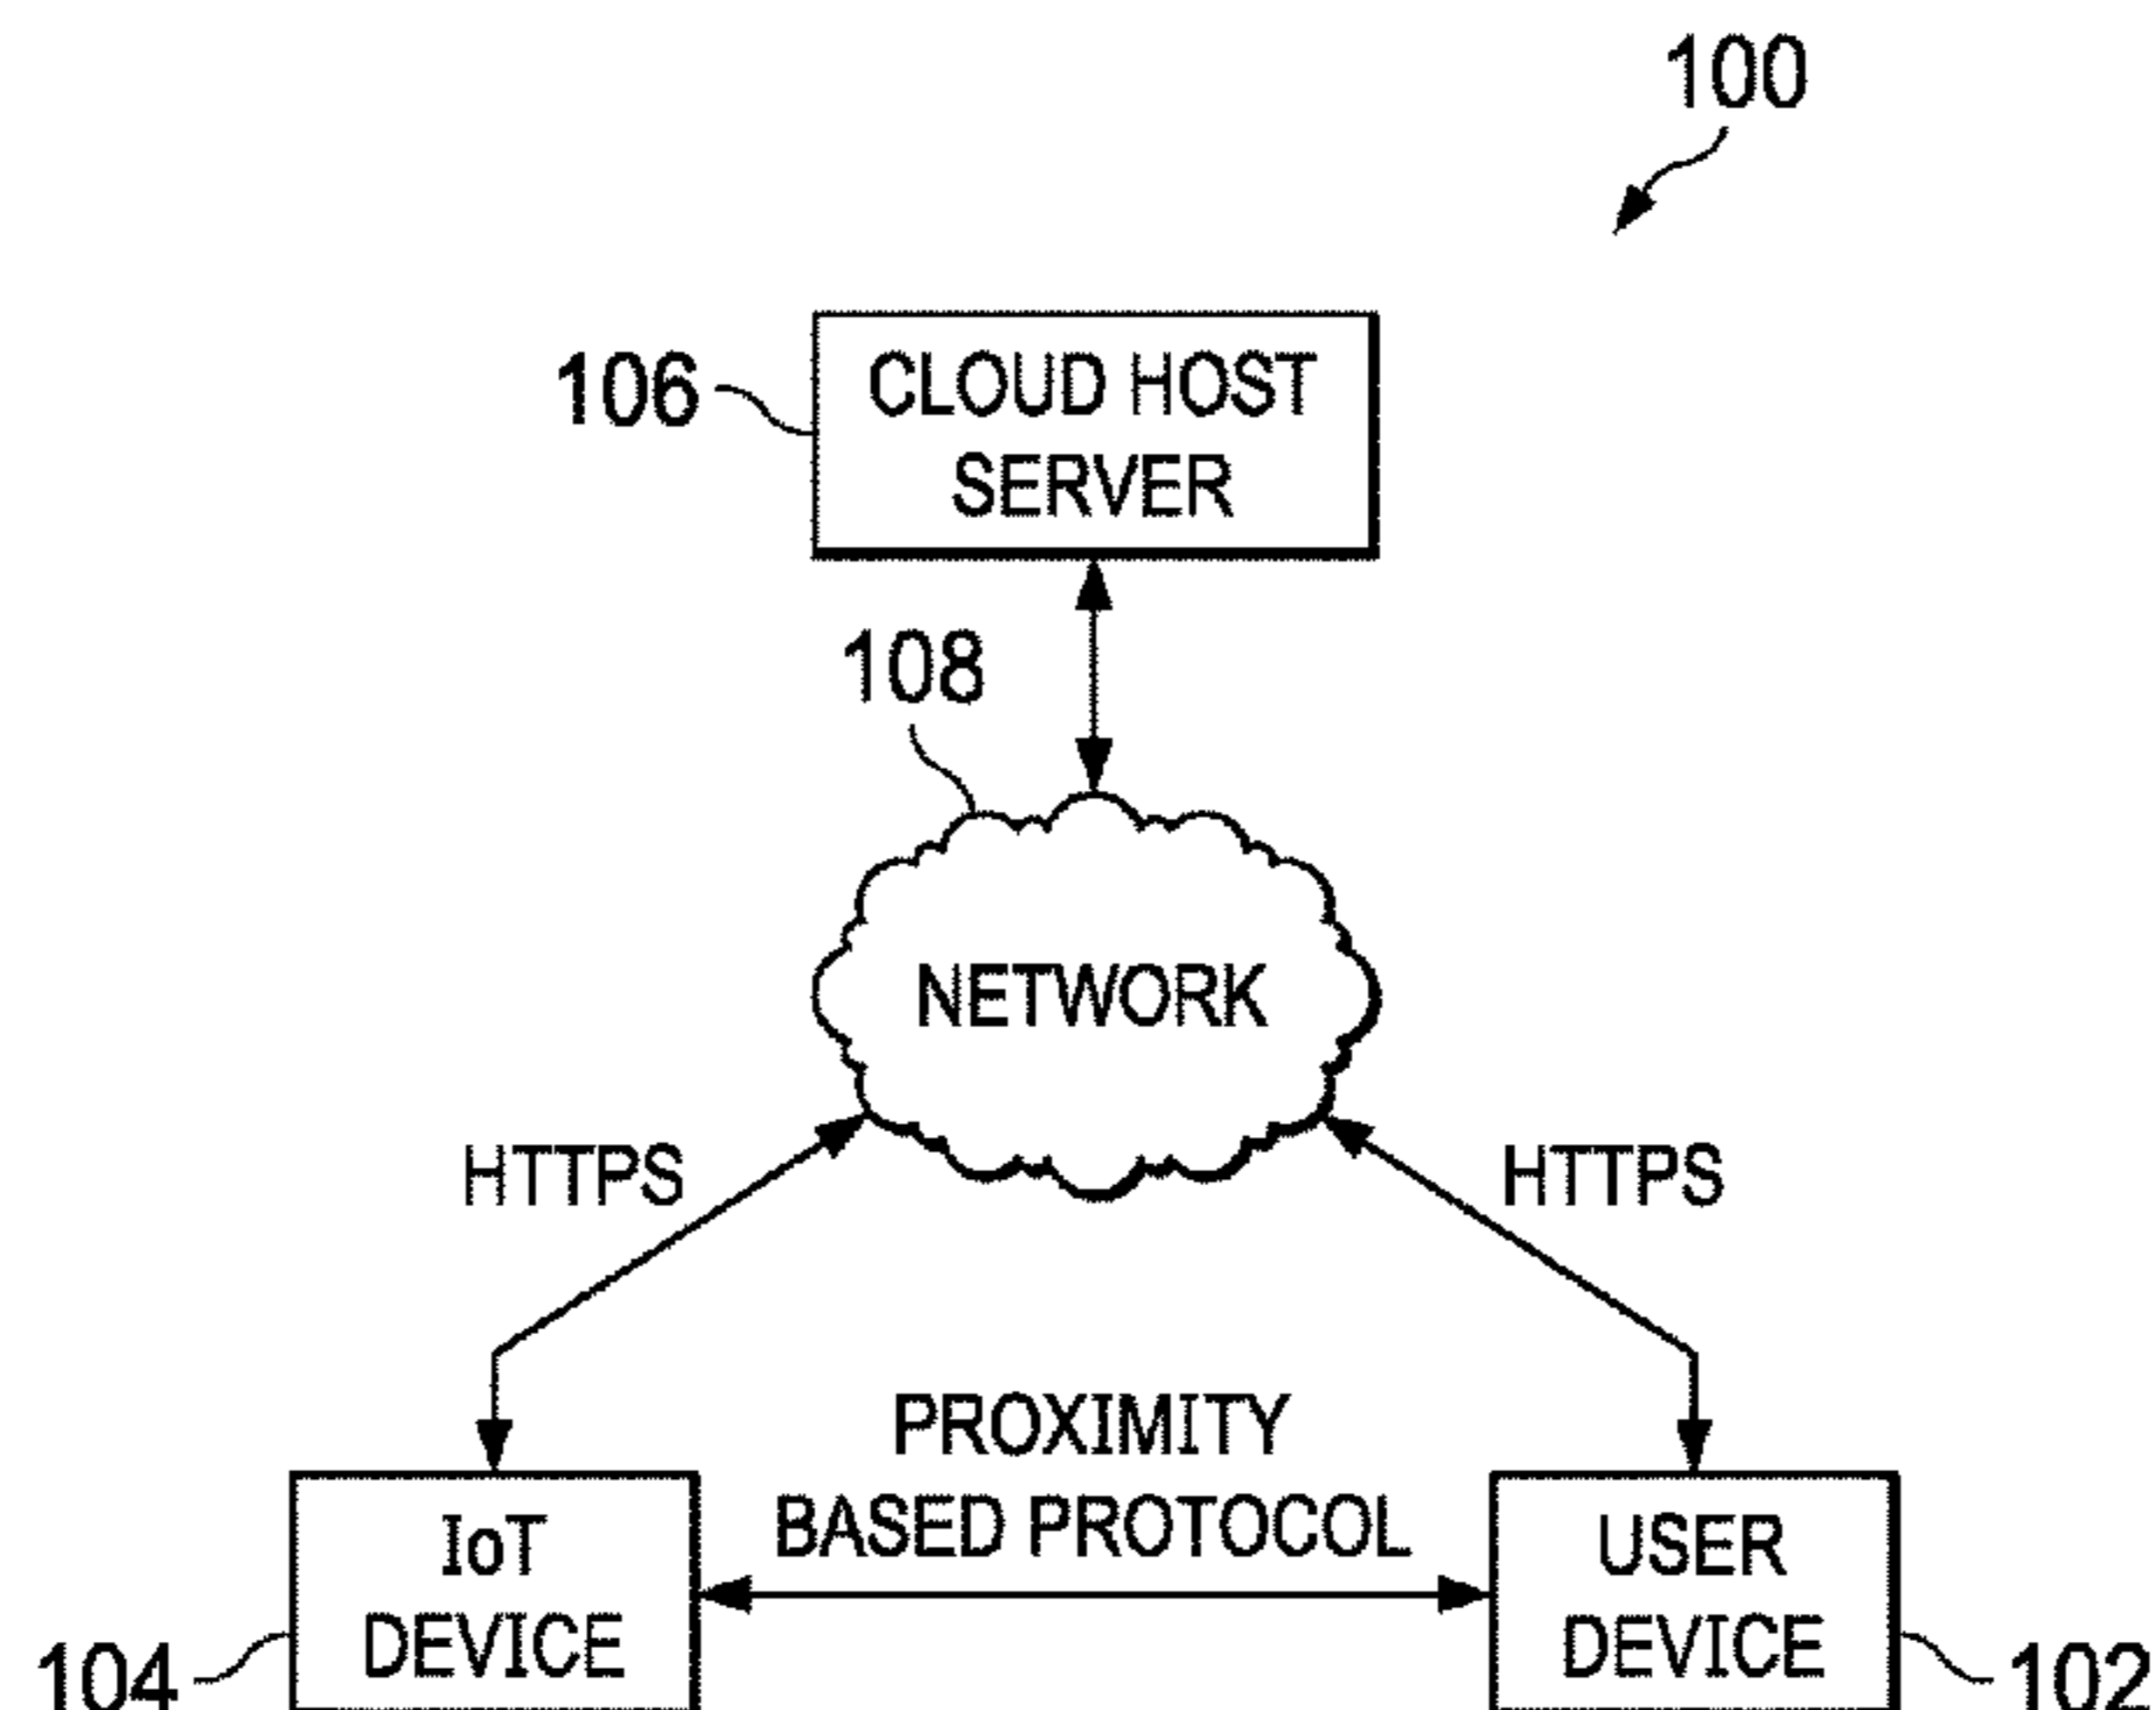 100
106
CLOUD HOST
SERVER
108
NETWORK
HTTPS
HTTPS
PROXIMITY
BASED PROTOCOL
IoT
DEVICE
USER
DEVICE
104
102